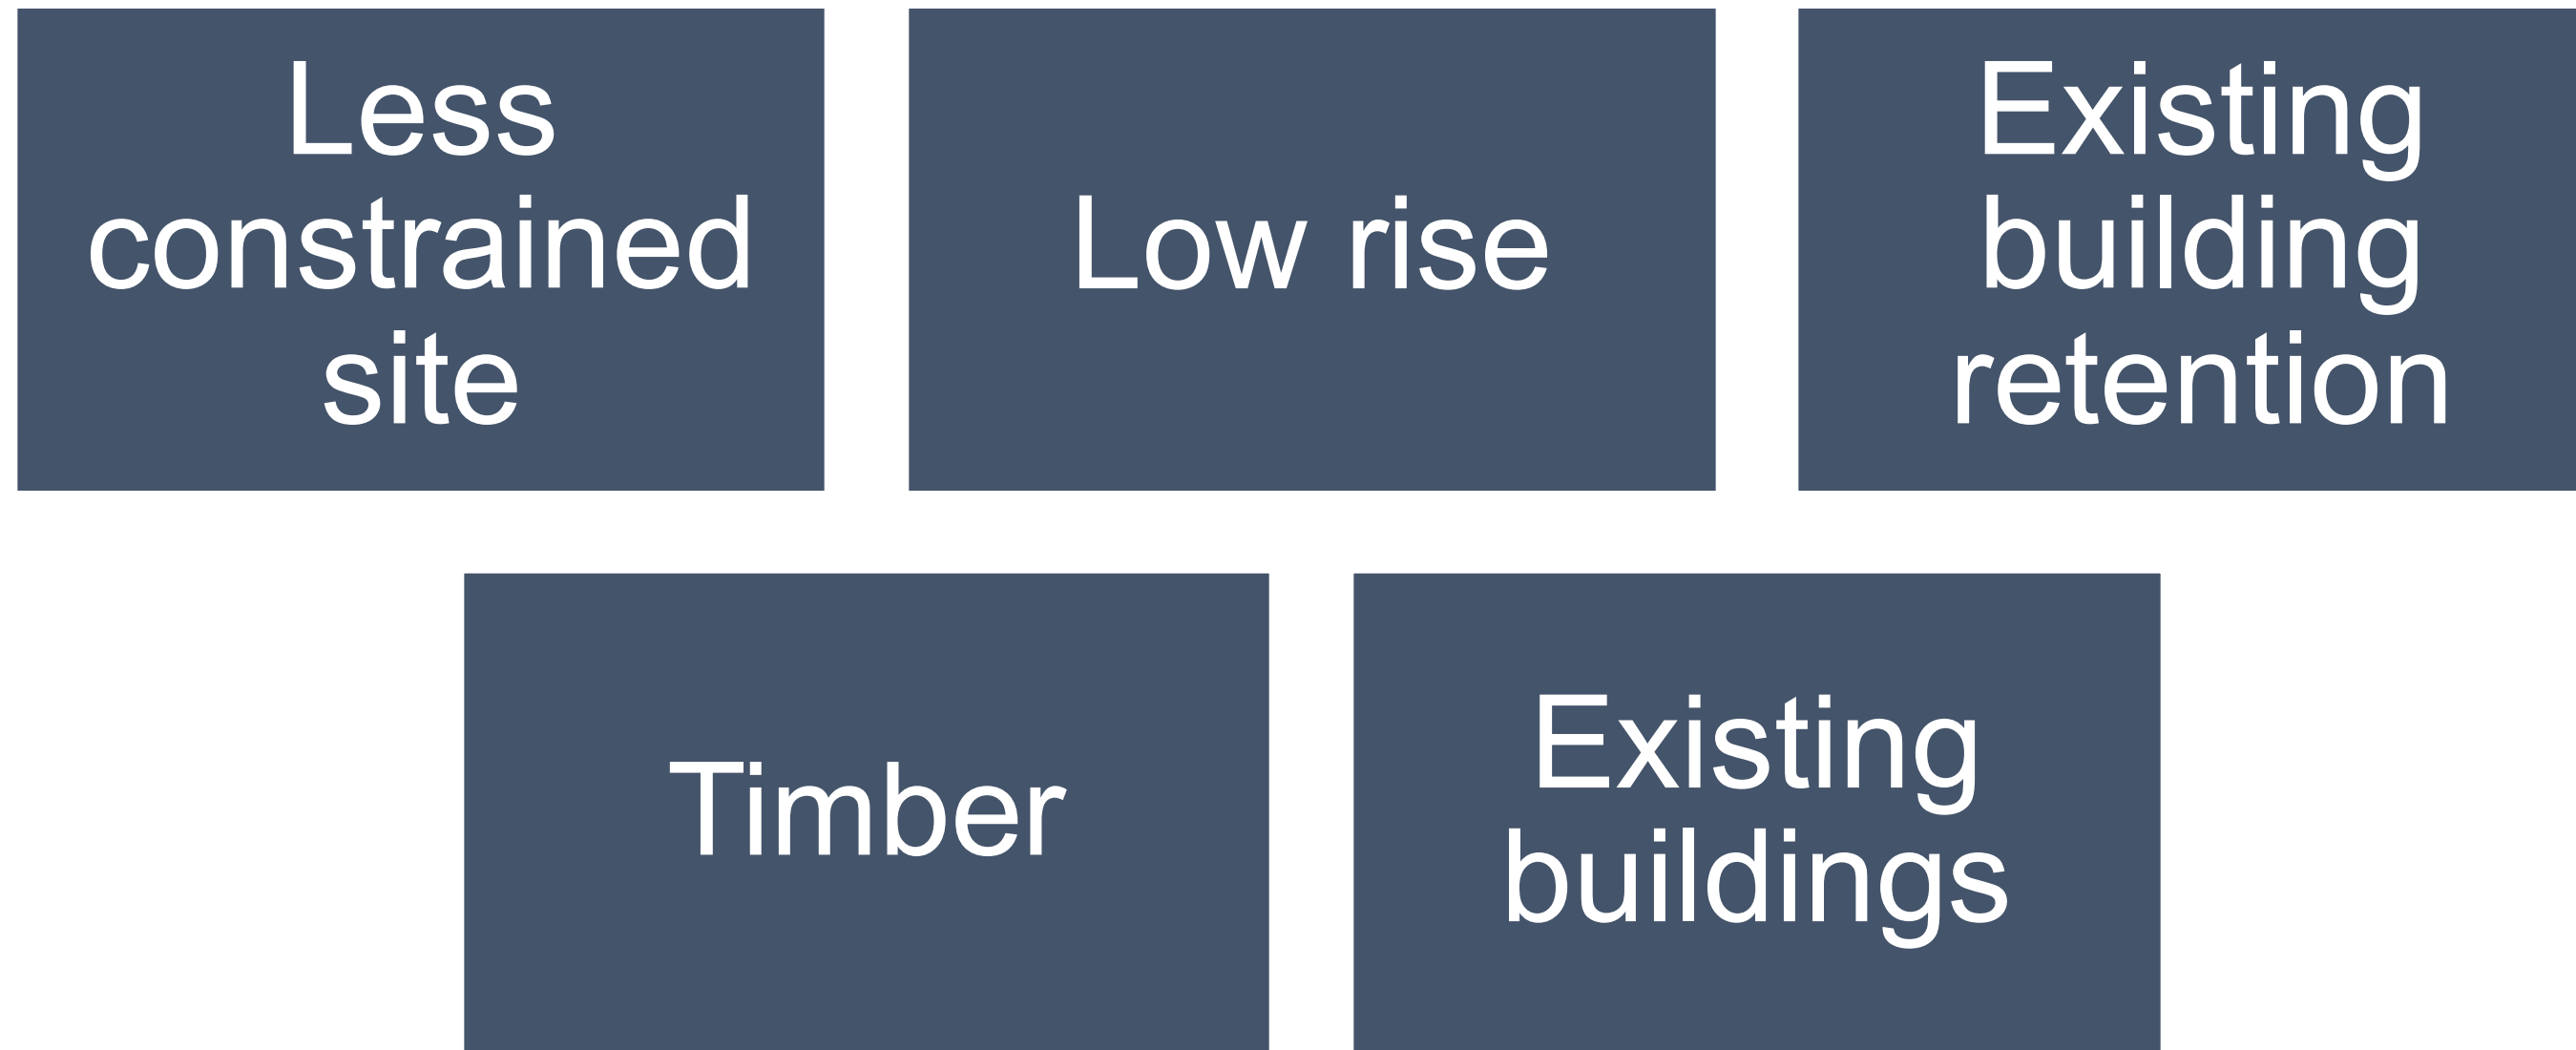 Less
constrained
site
Low rise
Existing
building
retention
Timber
Existing
buildings